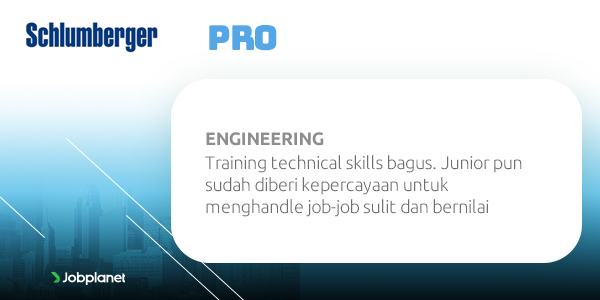 Schlumberger
PRO
ENGINEERING
Training technical skills bagus. Junior pun
sudah diberi kepercayaan untuk
menghandle job-job sulit dan bernilai
Jobplanet